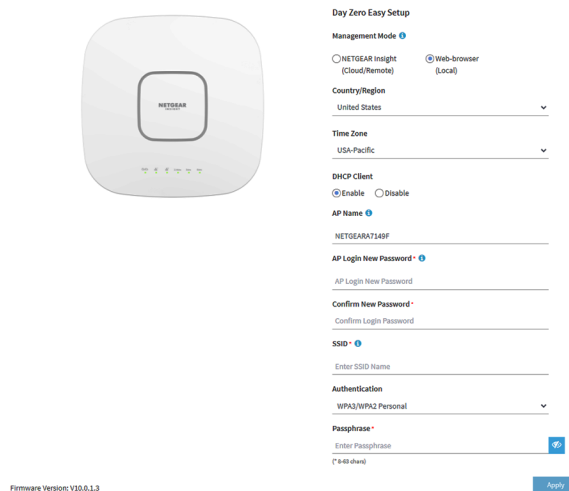 Day Zero Easy Setup
Management Mode
NETGEAR Insight
(Cloud/Remote)
Web-browser
(Local)
Country/Region
United States
Time Zone
USA-Pacific
DHCP Client
Enable Disable
AP Name
NETGEARA7149F
AP Login New Password*
AP Login New Password
Confirm New Password*
Confirm Login Password
SSID*
Enter SSID Name
Authentication
WPA3/WPA2 Personal
Passphrase*
Enter Passphrase
(* 8-63 chars)
Apply
NETGEAR
Firmware Version: V10.0.1.3